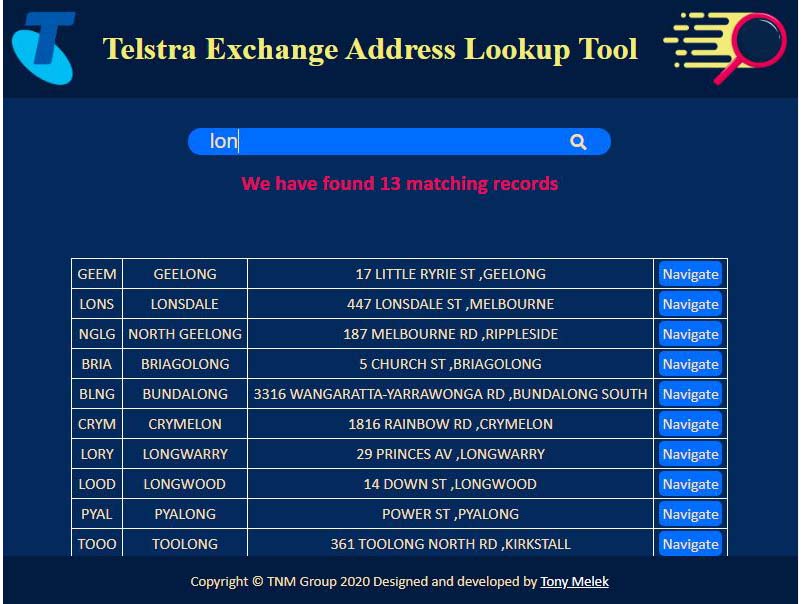 Telstra Exchange Address Lookup Tool
lon
We have found 13 matching records
GEEM GEELONG 17 LITTLE RYRIE ST ,GEELONG Navigate
LONS LONSDALE 447 LONSDALE ST ,MELBOURNE Navigate
NGLG NORTH GEELONG 187 MELBOURNE RD ,RIPPLESIDE Navigate
BRIA BRIAGOLONG 5 CHURCH ST ,BRIAGOLONG Navigate
BLNG BUNDALONG 3316 WANGARATTA-YARRAWONGA RD ,BUNDALONG SOUTH Navigate
CRYM CRYMELON 1816 RAINBOW RD ,CRYMELON Navigate
LORY LONGWARRY 29 PRINCES AV ,LONGWARRY Navigate
LOOD LONGWOOD 14 DOWN ST ,LONGWOOD Navigate
PYAL PYALONG POWER ST ,PYALONG Navigate
TOOO TOOLONG 361 TOOLONG NORTH RD ,KIRKSTALL Navigate
Copyright © TNM Group 2020 Designed and developed by Tony Melek